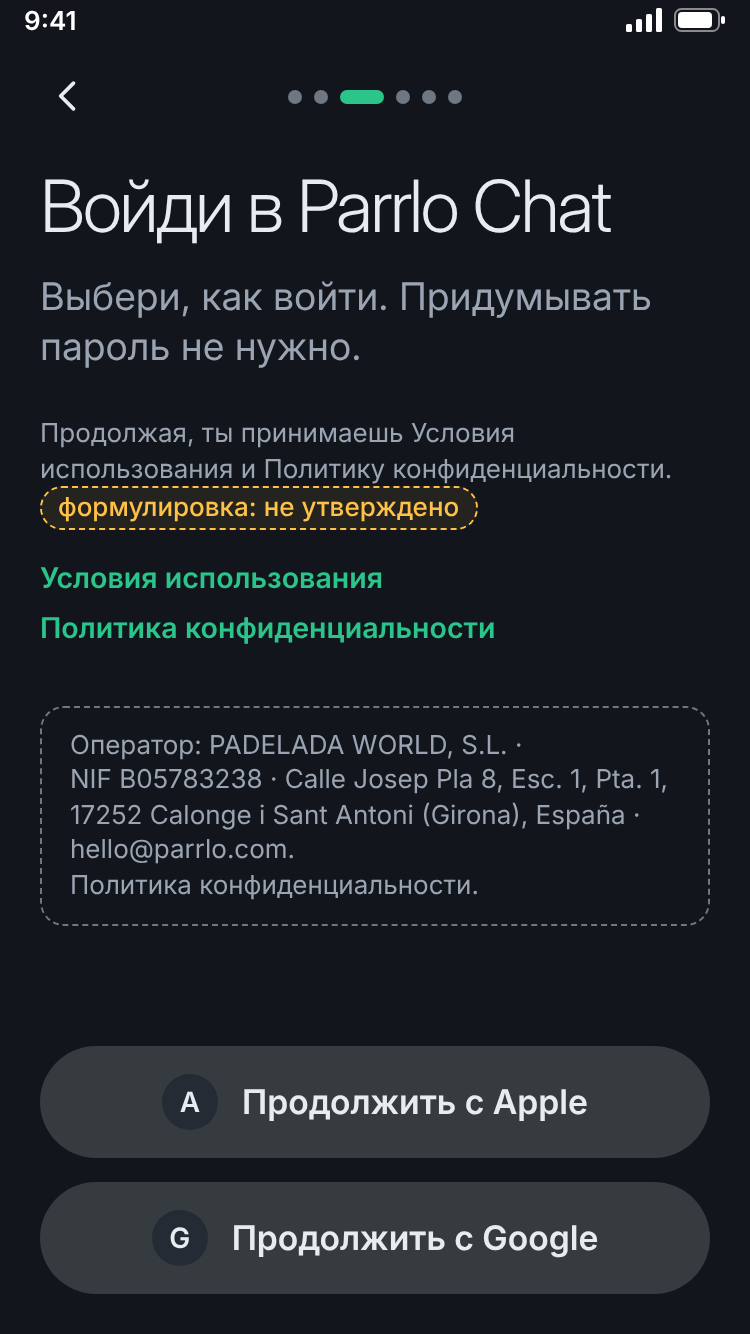 9:41
Войди в Parrlo Chat
Выбери, как войти. Придумывать
пароль не нужно.
Продолжая, ты принимаешь Условия
использования и Политику конфиденциальности.
формулировка: не утверждено
Условия использования
Политика конфиденциальности
Оператор: PADELADA WORLD, S.L. ·
NIF B05783238 · Calle Josep Pla 8, Esc. 1, Pta. 1,
17252 Calonge i Sant Antoni (Girona), España ·
hello@parrlo.com.
Политика конфиденциальности.
A Продолжить с Apple
G Продолжить с Google